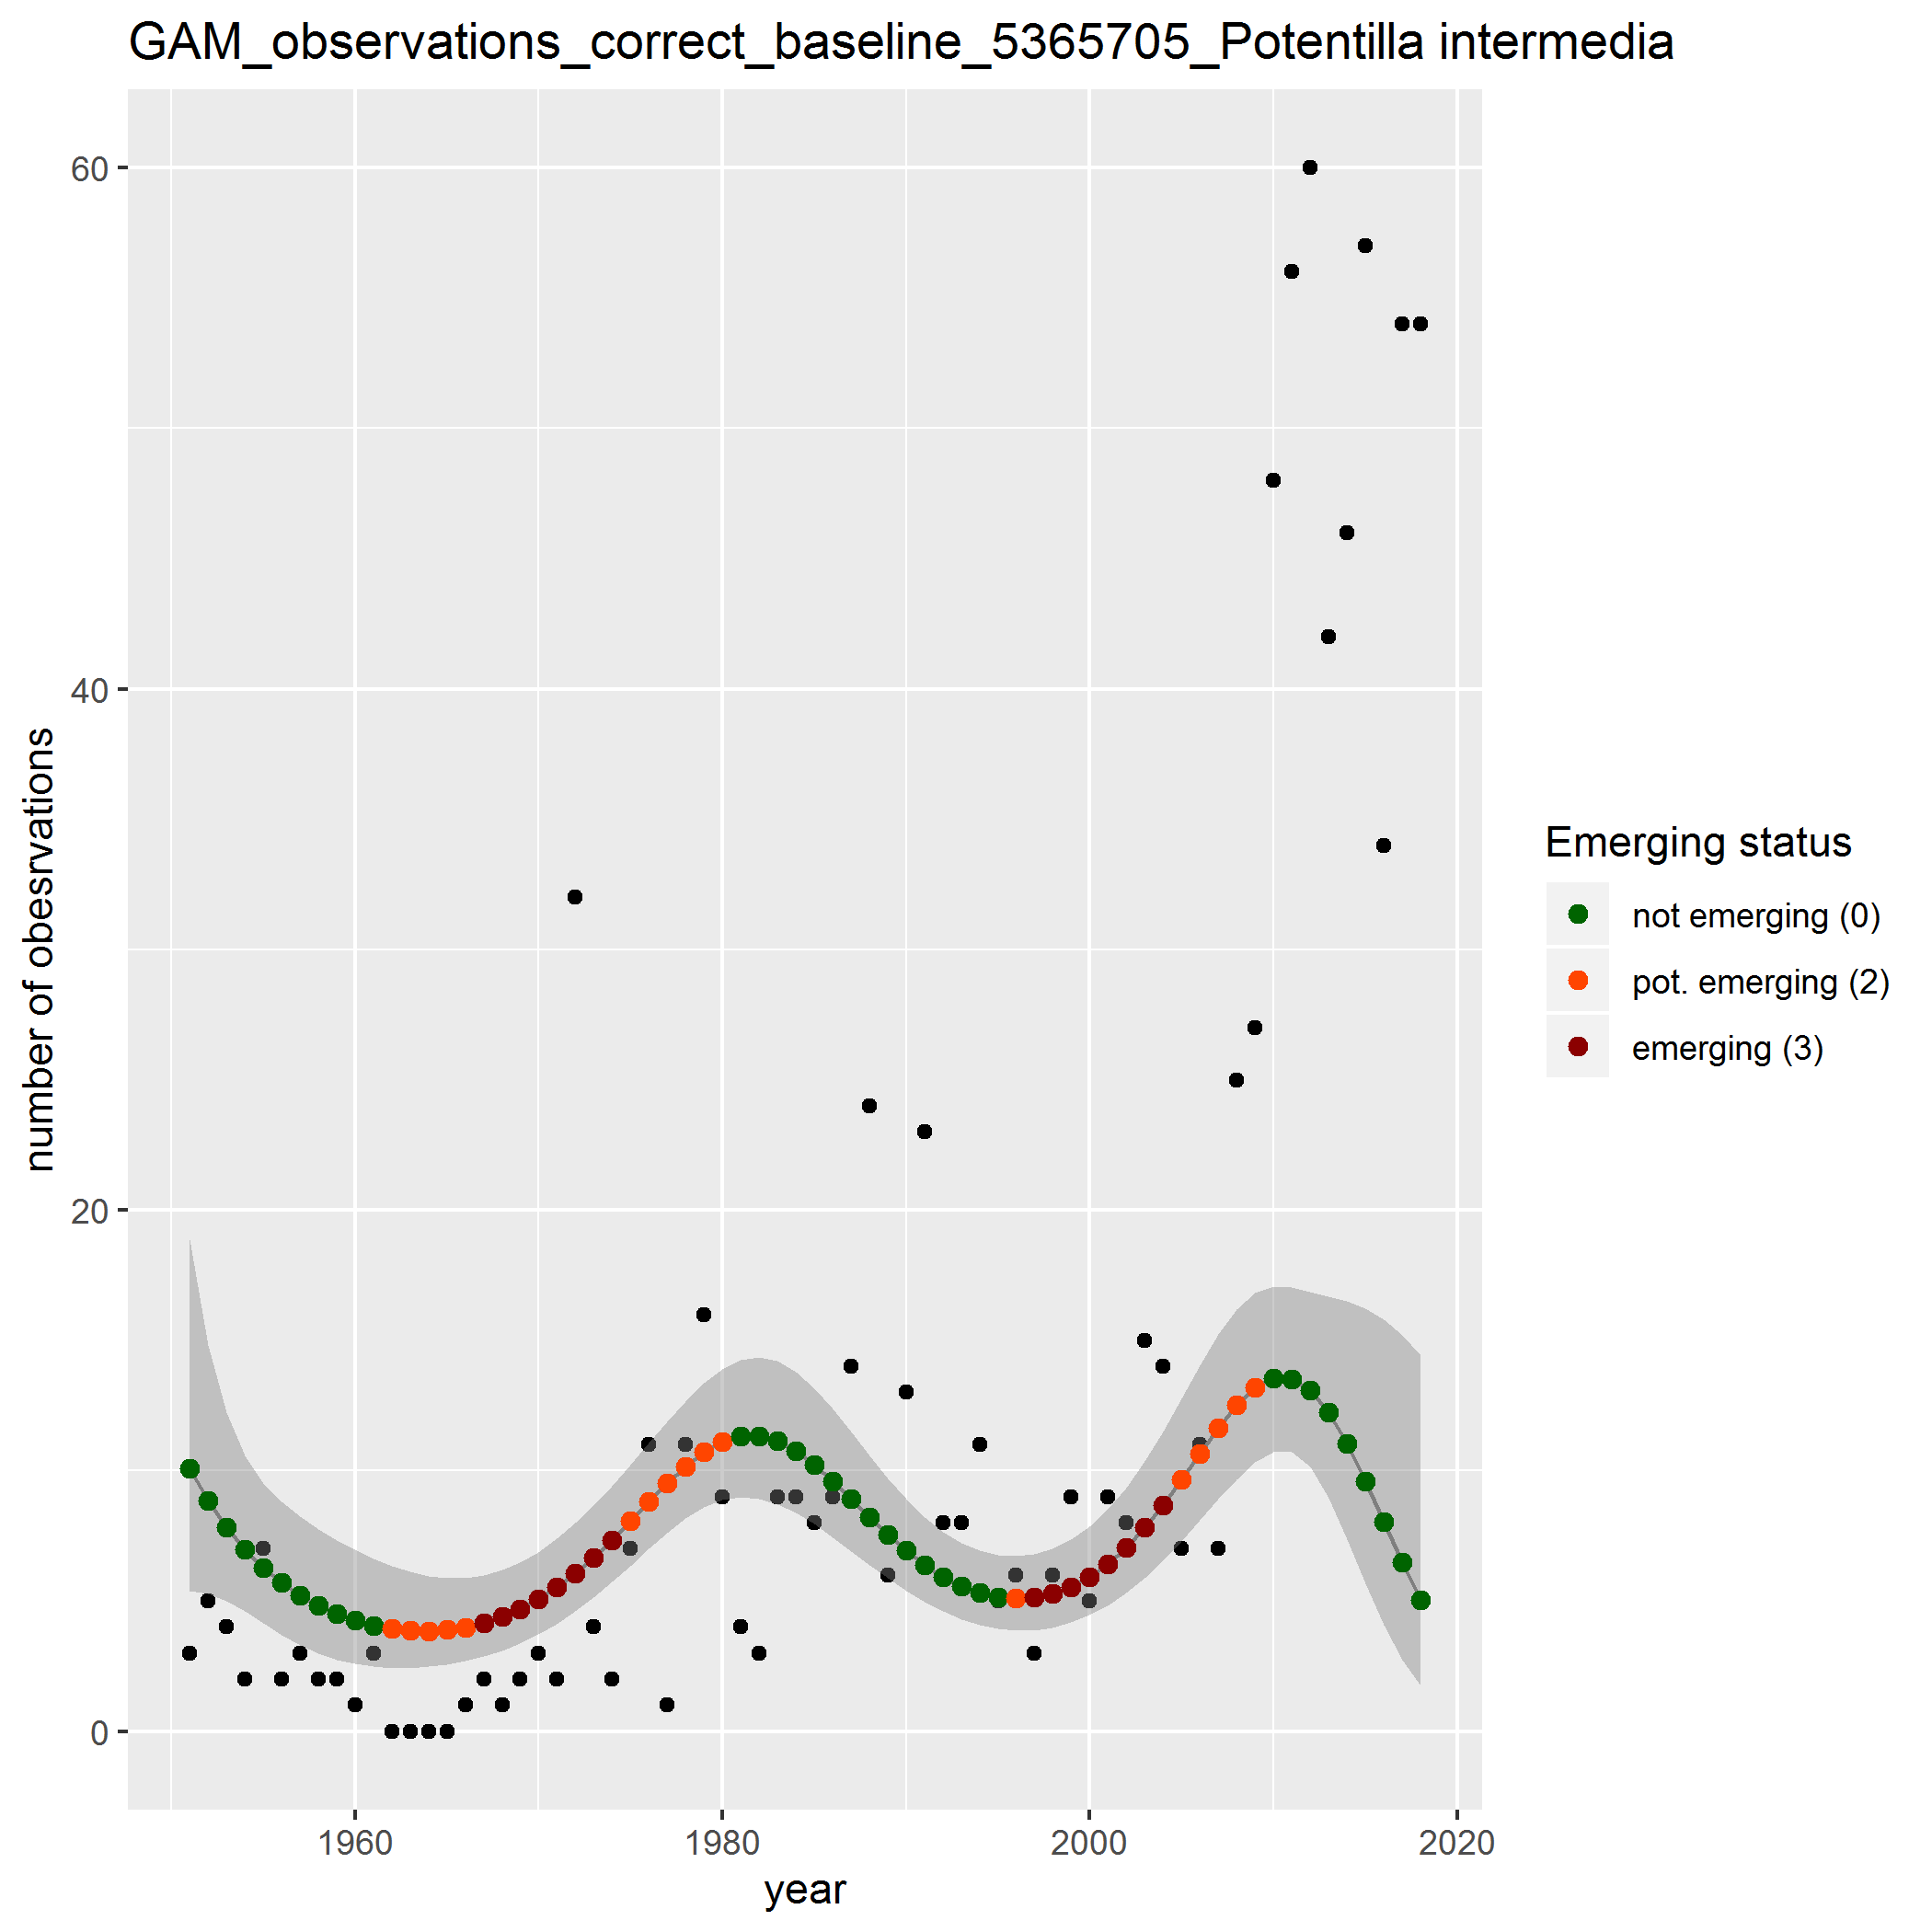 GAM_observations_correct_baseline_5365705_Potentilla intermedia
60
40
20
0
number of obesrvations
1960
1980
2000
2020
year
Emerging status
not emerging (0)
pot. emerging (2)
emerging (3)